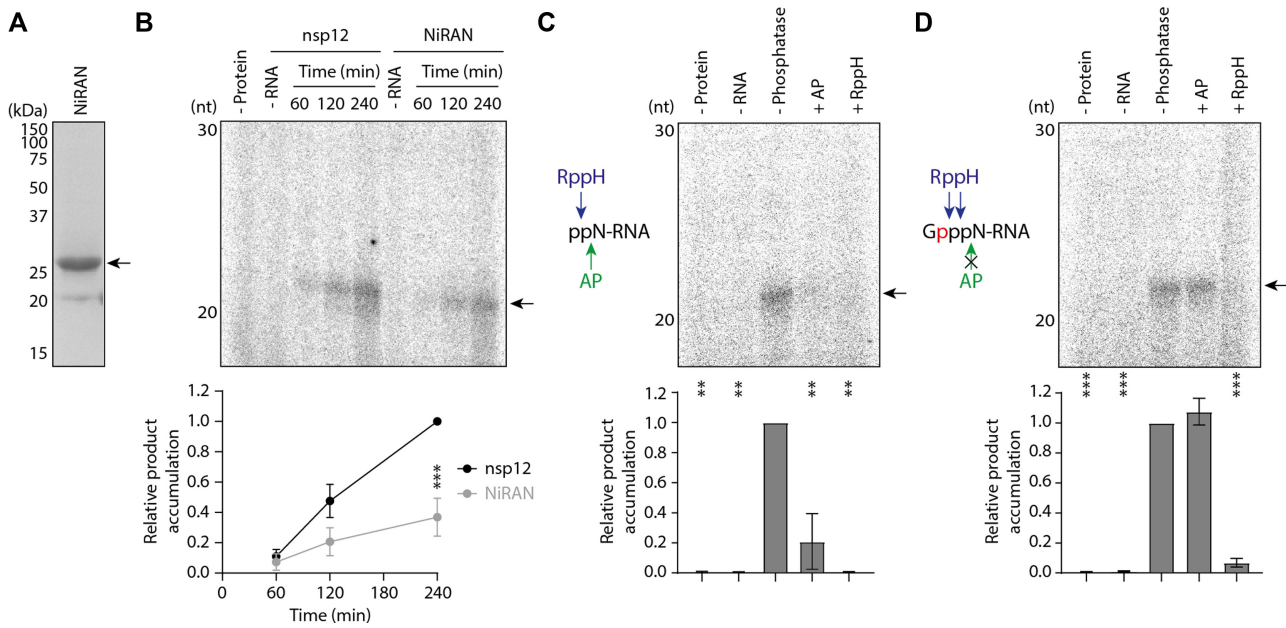 A
(kDa)
NiRAN
150
100
75
50
37
25
20
15
B
nsp12
NiRAN
- Protein
- RNA
Time (min)
- RNA
Time (min)
60 120 240
60 120 240
(nt)
30
20
1.2
1.0
0.8
0.6
0.4
0.2
0.0
Relative product
accumulation
***
nsp12
NiRAN
0 60 120 180 240
Time (min)
C
(nt)
- Protein
- RNA
- Phosphatase
+ AP
+ RppH
30
20
RppH
ppN-RNA
AP
** ** ** **
1.2
1.0
0.8
0.6
0.4
0.2
0.0
Relative product
accumulation
D
(nt)
- Protein
- RNA
- Phosphatase
+ AP
+ RppH
30
20
RppH
GpppN-RNA
AP
*** *** ***
1.2
1.0
0.8
0.6
0.4
0.2
0.0
Relative product
accumulation